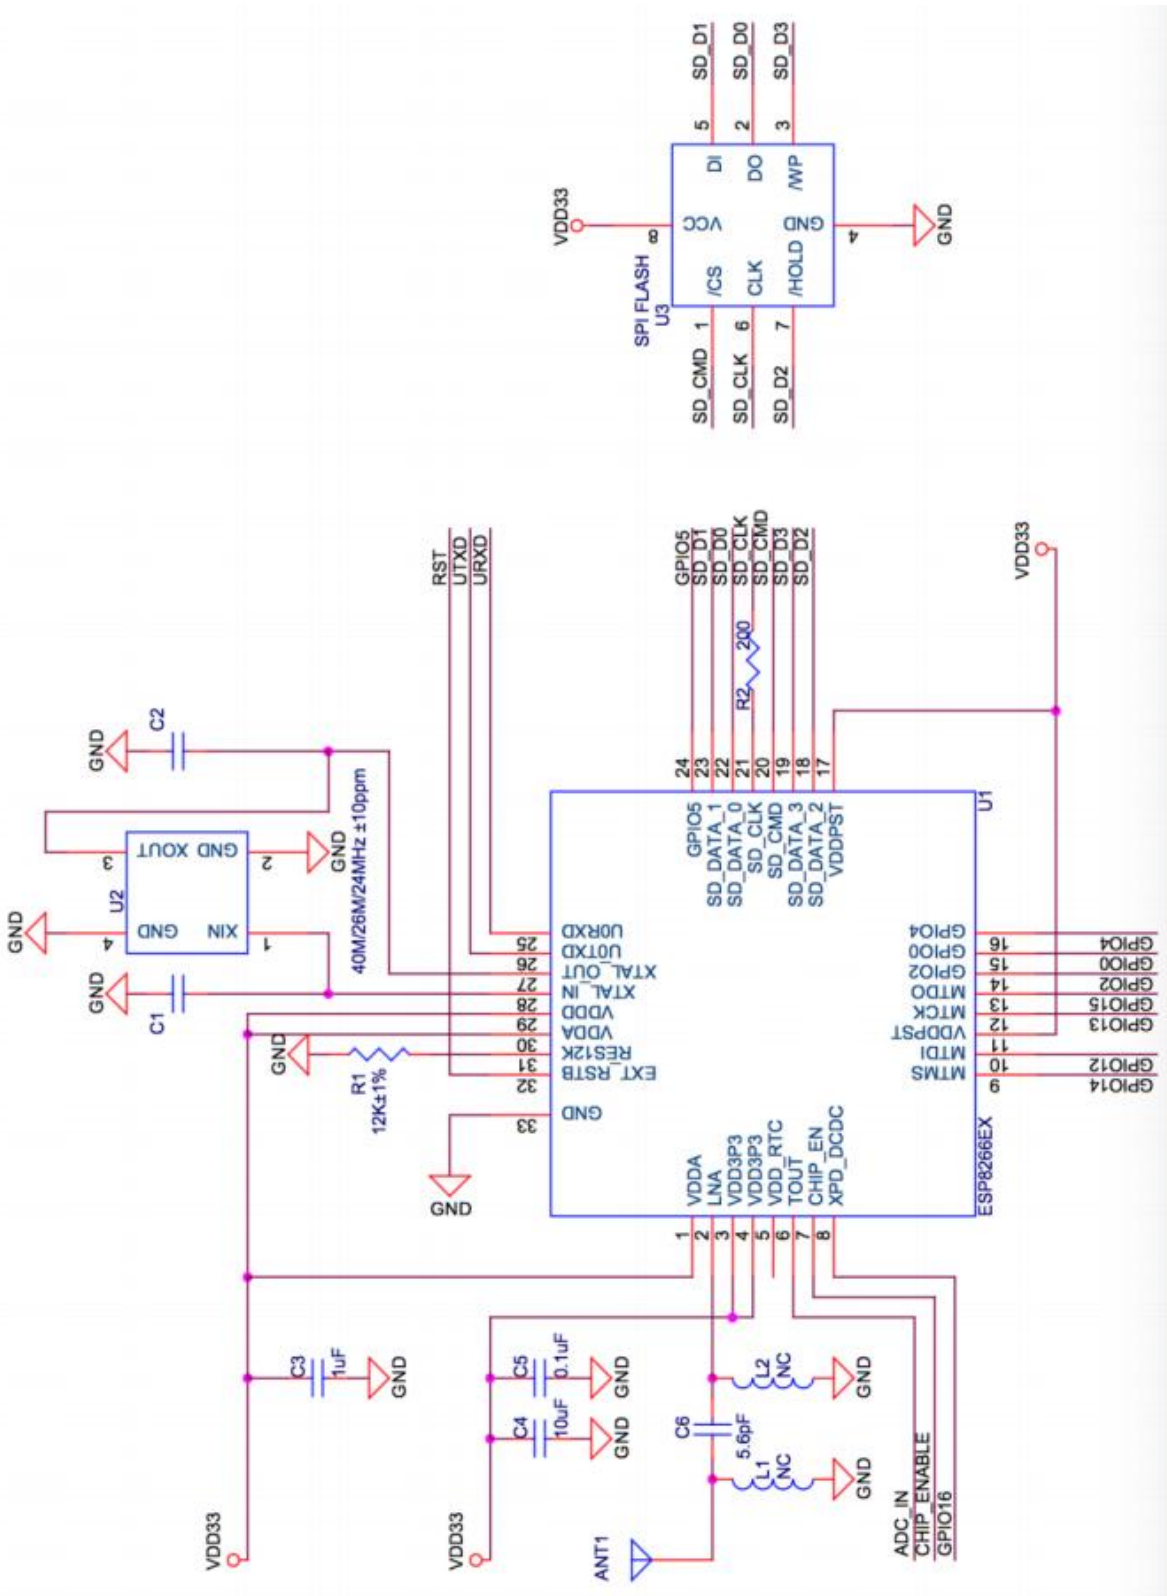 GND
4
GND
3
XOUT
U2
XIN
1
GND
2
GND
GND
C1
GND
C2
GND
40M/26M/24MHz ±10ppm
VDD33
C3
1uF
GND
GND
R1
12K±1%
GND
RST
UTXD
URXD
VDD33
C4
10uF
GND
C5
0.1uF
GND
ANT1
L1
NC
GND
C6
5.6pF
L2
NC
GND
ADC_IN
CHIP_ENABLE
GPIO16
33
32
31
30
29
28
27
26
25
GND
EXT_RSTB
RES12K
VDDA
VDDD
XTAL_IN
XTAL_OUT
U0TXD
U0RXD
1
VDDA
2
LNA
3
VDD3P3
4
VDD3P3
5
VDD_RTC
6
TOUT
7
CHIP_EN
8
XPD_DCDC
GPIO5
24
GPIO5
SD_DATA_1
23
SD_D1
SD_DATA_0
22
SD_D0
SD_CLK
21
R2
200
SD_CLK
SD_CMD
20
SD_CMD
SD_DATA_3
19
SD_D3
SD_DATA_2
18
SD_D2
VDDPST
17
VDD33
MTMS
MTDI
VDDPST
MTCK
MTDO
GPIO2
GPIO0
GPIO4
ESP8266EX
U1
9
10
11
12
13
14
15
16
GPIO14
GPIO12
GPIO13
GPIO15
GPIO2
GPIO0
GPIO4
VDD33
SPI FLASH
U3
8
VCC
SD_CMD
1
/CS
DI
5
SD_D1
SD_CLK
6
CLK
DO
2
SD_D0
SD_D2
7
/HOLD
/WP
3
SD_D3
GND
4
GND